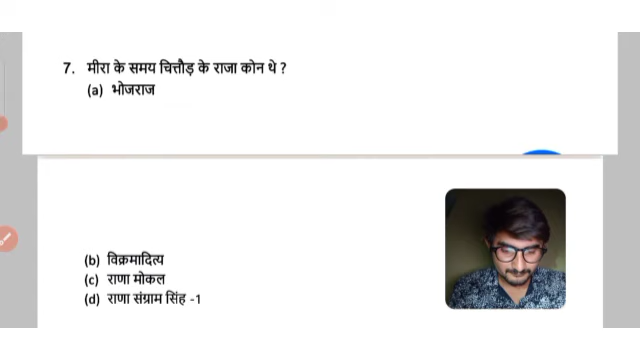 7. मीरा के समय चित्तौड़ के राजा कोन थे ?
(a) भोजराज
(b) विक्रमादित्य
(c) राणा मोकल
(d) राणा संग्राम सिंह -1